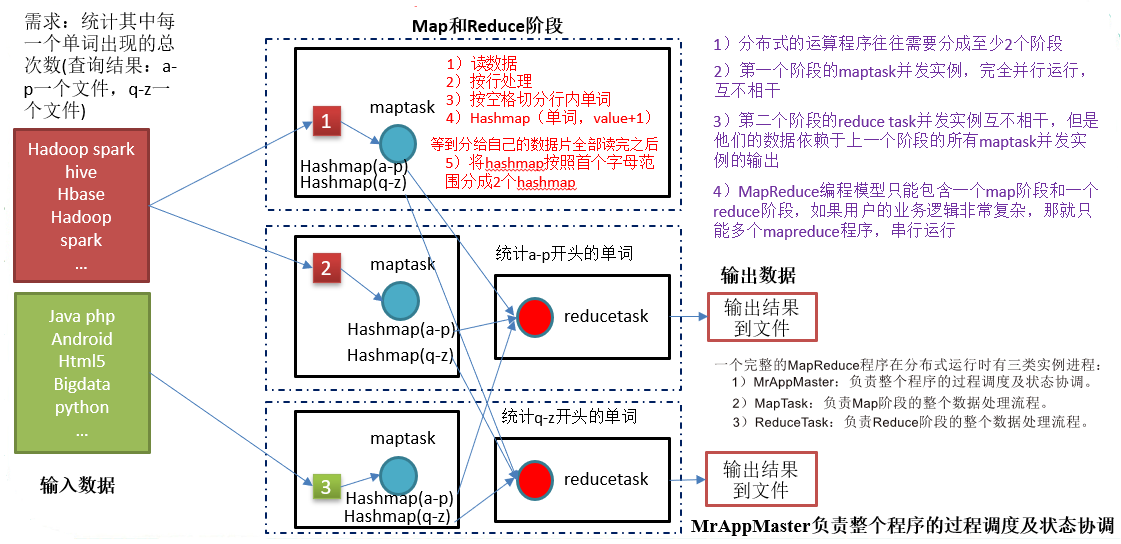 需求：统计其中每
一个单词出现的总
次数(查询结果：a-
p一个文件，q-z一
个文件)
Hadoop spark
hive
Hbase
Hadoop
spark
...
Java php
Android
Html5
Bigdata
python
...
输入数据
Map和Reduce阶段
1
maptask
1）读数据
2）按行处理
3）按空格切分行内单词
4）Hashmap（单词，value+1）
等到分给自己的数据片全部读完之后
5）将hashmap按照首个字母范
围分成2个hashmap
Hashmap(a-p)
Hashmap(q-z)
2
maptask
Hashmap(a-p)
Hashmap(q-z)
统计a-p开头的单词
reducetask
3
maptask
Hashmap(a-p)
Hashmap(q-z)
统计q-z开头的单词
reducetask
1）分布式的运算程序往往需要分成至少2个阶段
2）第一个阶段的maptask并发实例，完全并行运行，
互不相干
3）第二个阶段的reduce task并发实例互不相干，但是
他们的数据依赖于上一个阶段的所有maptask并发实
例的输出
4）MapReduce编程模型只能包含一个map阶段和一个
reduce阶段，如果用户的业务逻辑非常复杂，那就只
能多个mapreduce程序，串行运行
输出数据
输出结果
到文件
一个完整的MapReduce程序在分布式运行时有三类实例进程：
1）MrAppMaster：负责整个程序的过程调度及状态协调。
2）MapTask：负责Map阶段的整个数据处理流程。
3）ReduceTask：负责Reduce阶段的整个数据处理流程。
输出结果
到文件
MrAppMaster负责整个程序的过程调度及状态协调